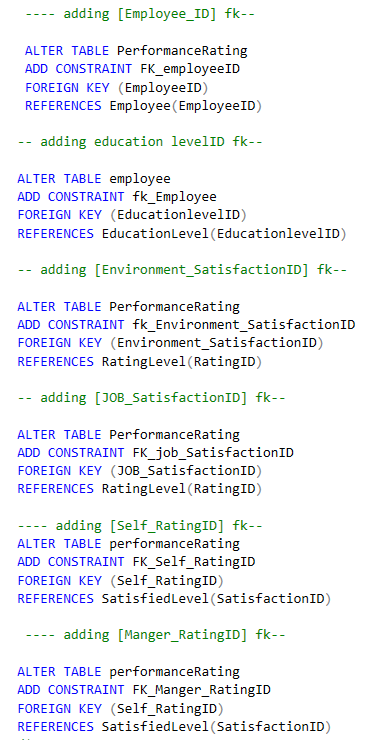 ---- adding [Employee_ID] fk--
ALTER TABLE PerformanceRating
ADD CONSTRAINT FK_employeeID
FOREIGN KEY (EmployeeID)
REFERENCES Employee(EmployeeID)
-- adding education levelID fk--
ALTER TABLE employee
ADD CONSTRAINT fk_Employee
FOREIGN KEY (EducationlevelID)
REFERENCES EducationLevel(EducationlevelID)
-- adding [Environment_SatisfactionID] fk--
ALTER TABLE PerformanceRating
ADD CONSTRAINT fk_Environment_SatisfactionID
FOREIGN KEY (Environment_SatisfactionID)
REFERENCES RatingLevel(RatingID)
-- adding [JOB_SatisfactionID] fk--
ALTER TABLE PerformanceRating
ADD CONSTRAINT FK_job_SatisfactionID
FOREIGN KEY (JOB_SatisfactionID)
REFERENCES RatingLevel(RatingID)
---- adding [Self_RatingID] fk--
ALTER TABLE performanceRating
ADD CONSTRAINT FK_Self_RatingID
FOREIGN KEY (Self_RatingID)
REFERENCES SatisfiedLevel(SatisfactionID)
---- adding [Manger_RatingID] fk--
ALTER TABLE performanceRating
ADD CONSTRAINT FK_Manger_RatingID
FOREIGN KEY (Self_RatingID)
REFERENCES SatisfiedLevel(SatisfactionID)